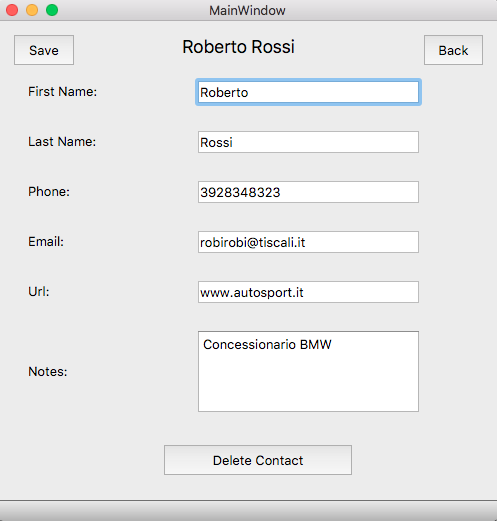 MainWindow
Save
Roberto Rossi
Back
First Name:
Roberto
Last Name:
Rossi
Phone:
3928348323
Email:
robirobi@tiscali.it
Url:
www.autosport.it
Notes:
Concessionario BMW
Delete Contact